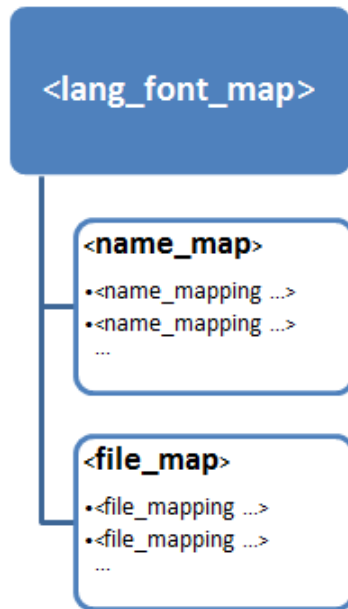 <lang_font_map>
<name_map>
•<name_mapping ...>
•<name_mapping ...>
...
<file_map>
•<file_mapping ...>
•<file_mapping ...>
...